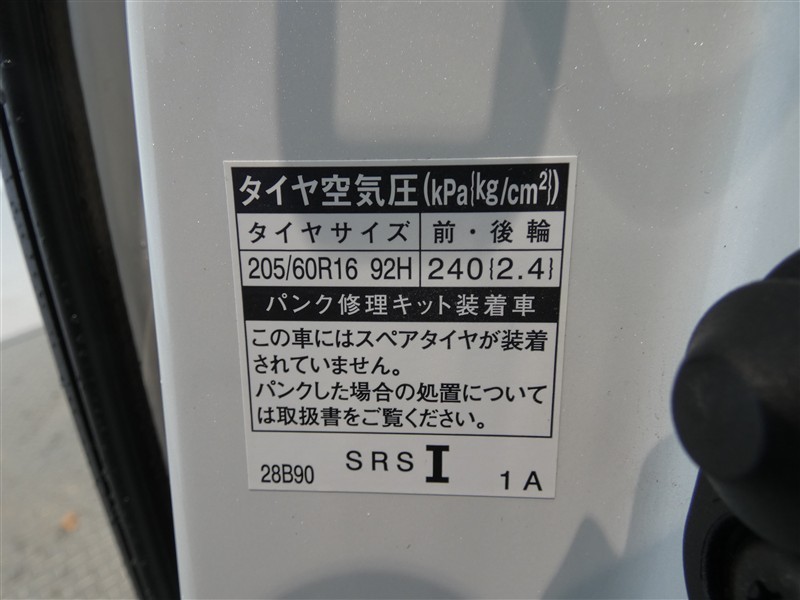 タイヤ空気圧(kPa{kg/cm²})
タイヤサイズ 前・後輪
205/60R16 92H 240{2.4}
パンク修理キット装着車
この車にはスペアタイヤが装着
されていません。
パンクした場合の処置について
は取扱書をご覧ください。
28B90 SRS I 1A